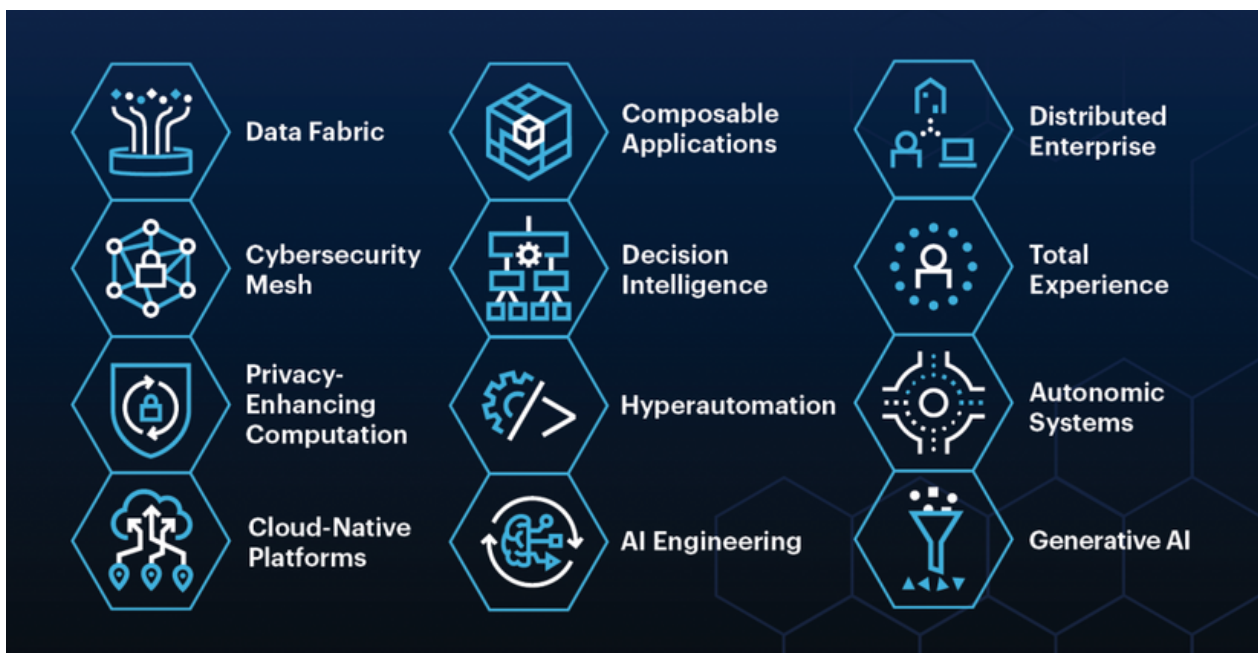 Data Fabric
Cybersecurity
Mesh
Privacy-
Enhancing
Computation
Cloud-Native
Platforms
Composable
Applications
Decision
Intelligence
Hyperautomation
AI Engineering
Distributed
Enterprise
Total
Experience
Autonomic
Systems
Generative AI